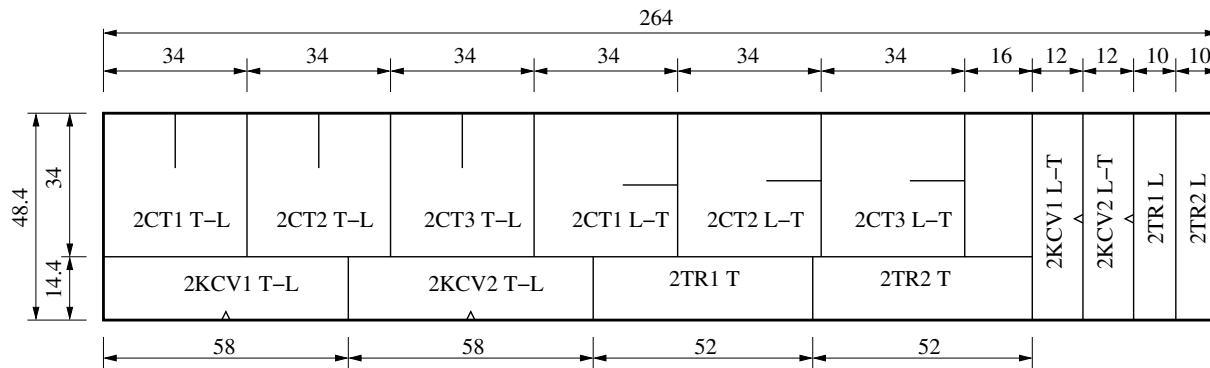 264
34 34 34 34 34 34 16 12 12 10 10
48.4
34
14.4
2CT1 T−L 2CT2 T−L 2CT3 T−L 2CT1 L−T 2CT2 L−T 2CT3 L−T
2KCV1 L−T
2KCV2 L−T
2TR1 L
2TR2 L
2KCV1 T−L 2KCV2 T−L 2TR1 T 2TR2 T
58 58 52 52